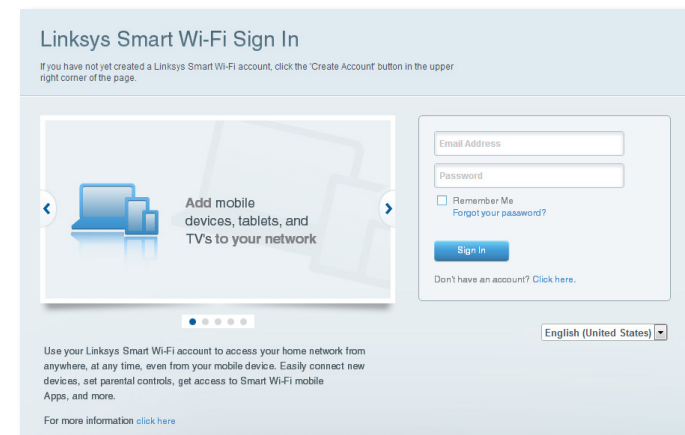 Linksys Smart Wi-Fi Sign In
If you have not yet created a Linksys Smart Wi-Fi account, click the 'Create Account' button in the upper
right corner of the page.
Add mobile
devices, tablets, and
TV's to your network
Email Address
Password
Remember Me
Forgot your password?
Sign In
Don't have an account? Click here.
English (United States)
Use your Linksys Smart Wi-Fi account to access your home network from
anywhere, at any time, even from your mobile device. Easily connect new
devices, set parental controls, get access to Smart Wi-Fi mobile
Apps, and more.
For more information click here